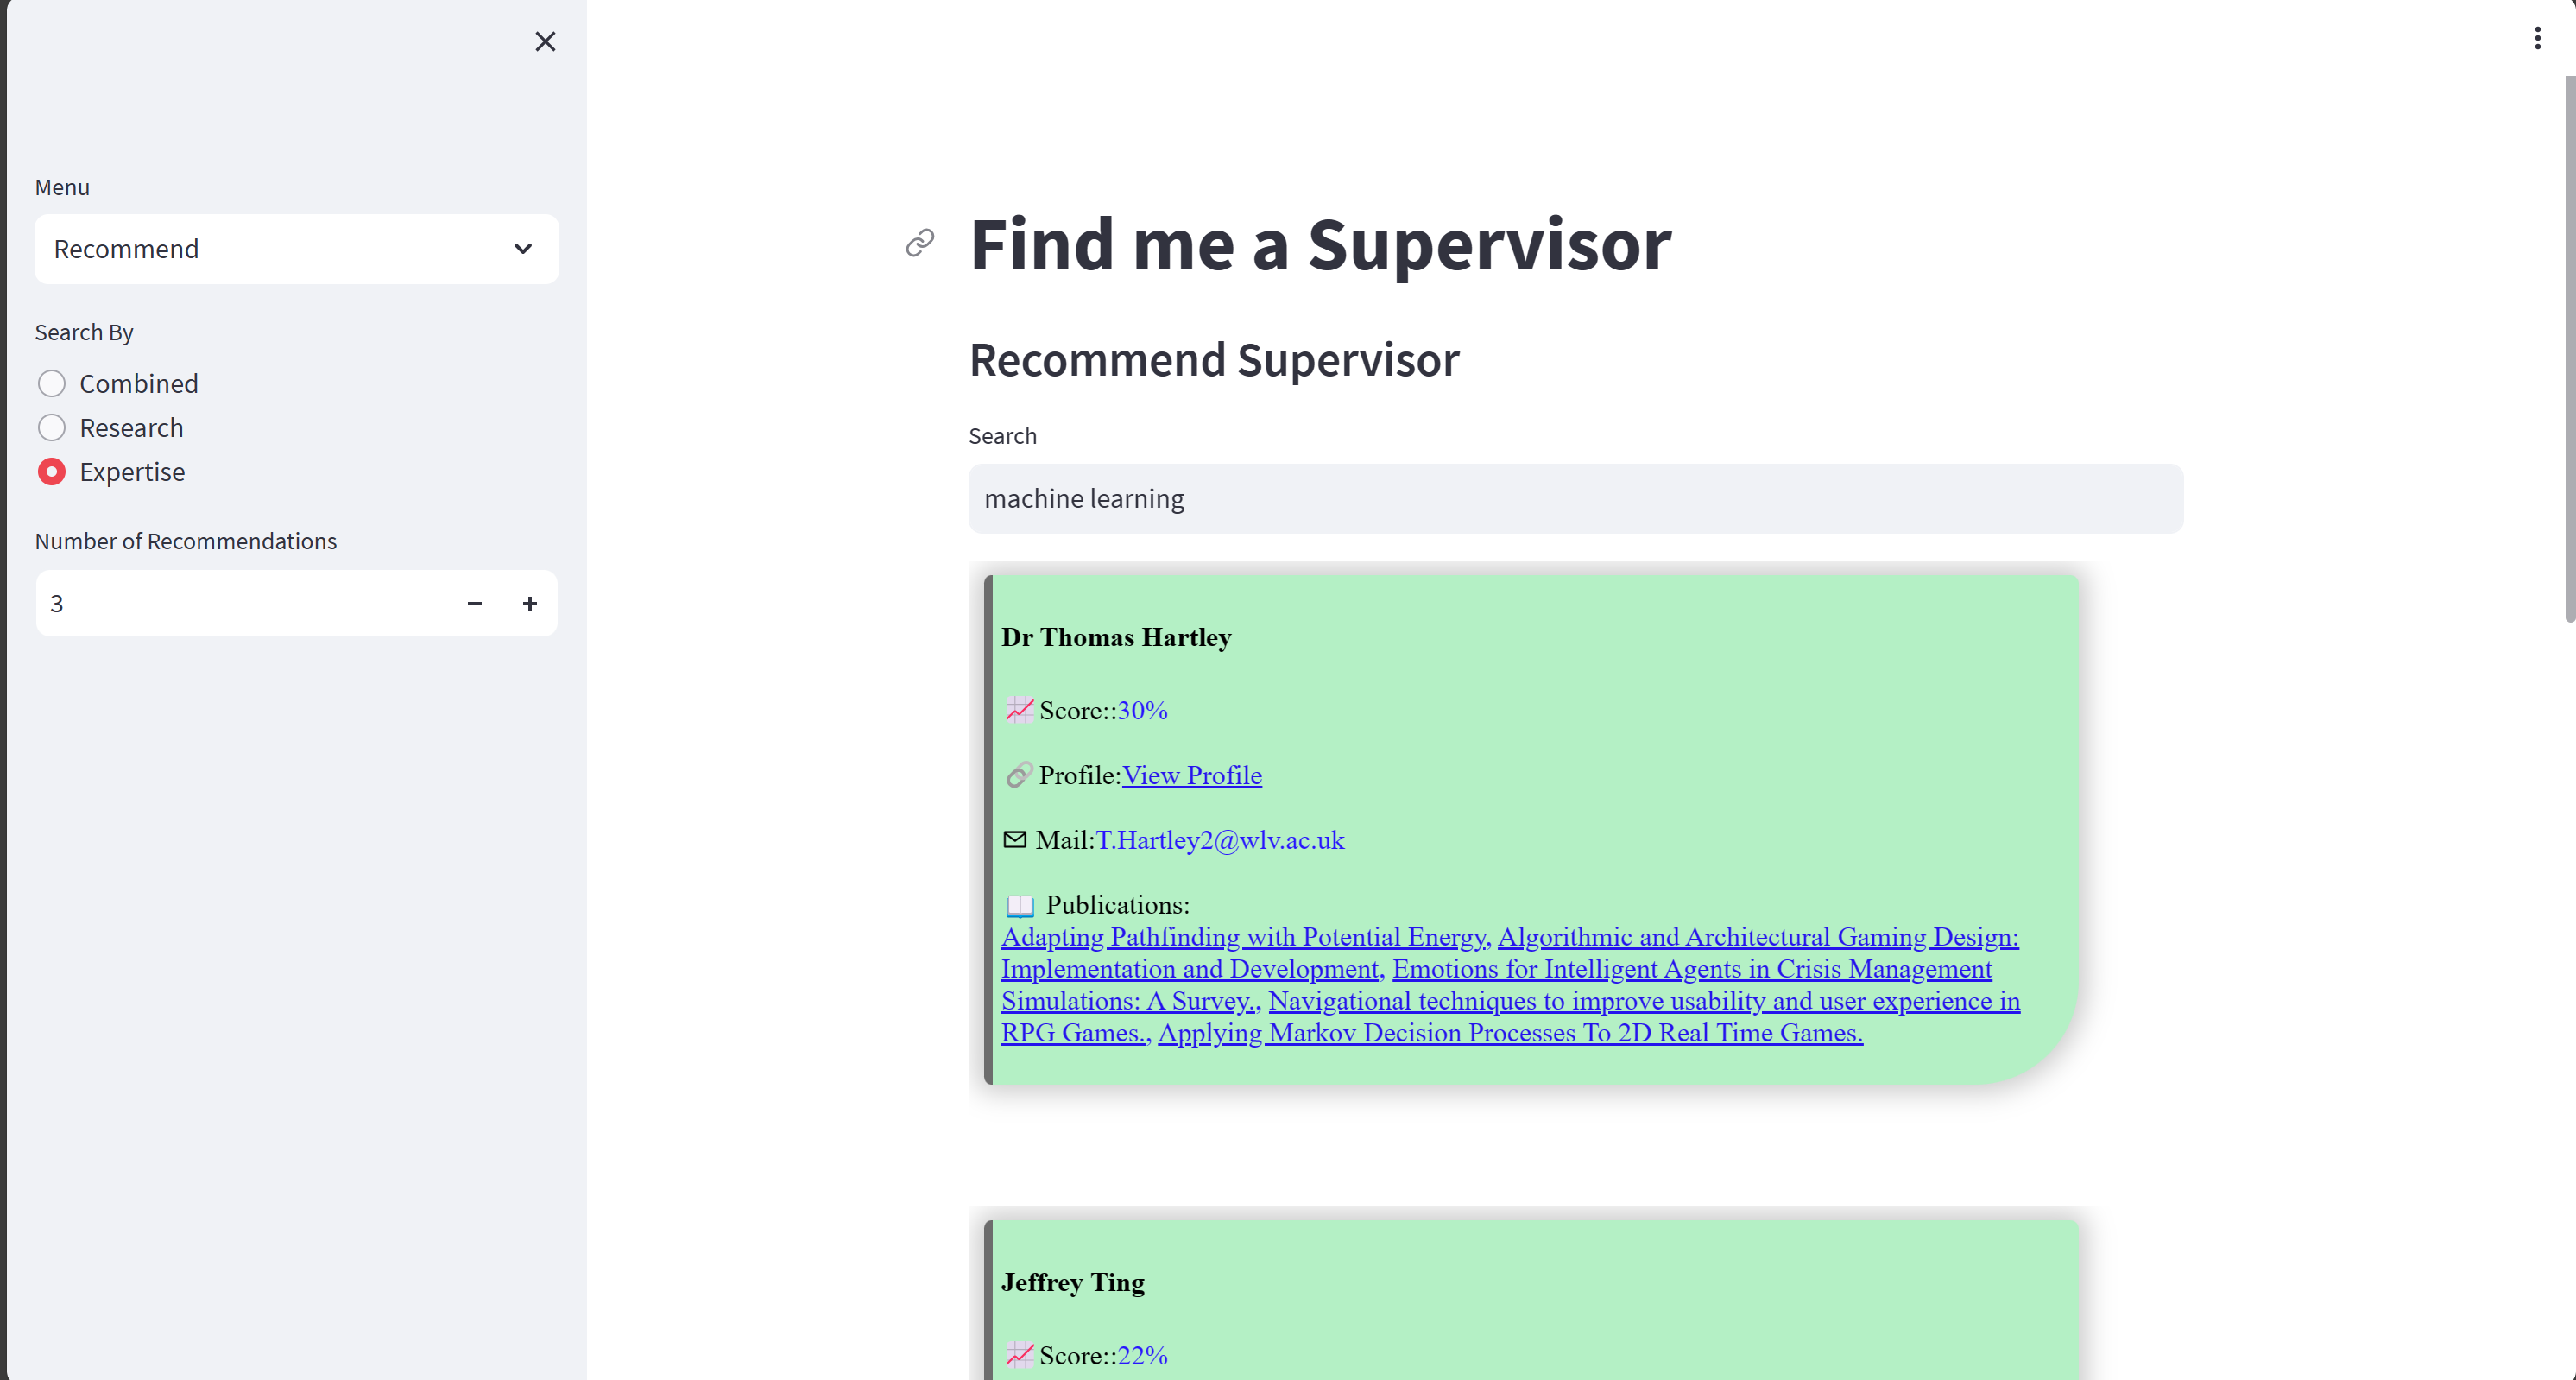 Menu
Recommend
Search By
Combined
Research
Expertise
Number of Recommendations
3
Find me a Supervisor
Recommend Supervisor
Search
machine learning
Dr Thomas Hartley
Score::30%
Profile:View Profile
Mail:T.Hartley2@wlv.ac.uk
Publications:
Adapting Pathfinding with Potential Energy, Algorithmic and Architectural Gaming Design:
Implementation and Development, Emotions for Intelligent Agents in Crisis Management
Simulations: A Survey., Navigational techniques to improve usability and user experience in
RPG Games., Applying Markov Decision Processes To 2D Real Time Games.
Jeffrey Ting
Score::22%